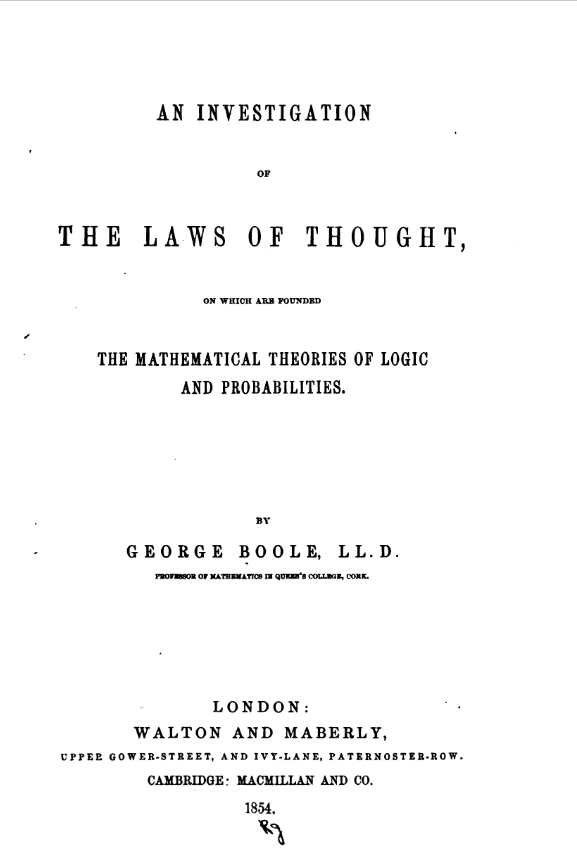 AN INVESTIGATION
OF
THE LAWS OF THOUGHT,
ON WHICH ARE FOUNDED
THE MATHEMATICAL THEORIES OF LOGIC
AND PROBABILITIES.
BY
GEORGE BOOLE, LL.D.
PROFESSOR OF MATHEMATICS IN QUEEN'S COLLEGE, CORK.
LONDON:
WALTON AND MABERLY,
UPPER GOWER-STREET, AND IVY-LANE, PATERNOSTER-ROW.
CAMBRIDGE: MACMILLAN AND CO.
1854.